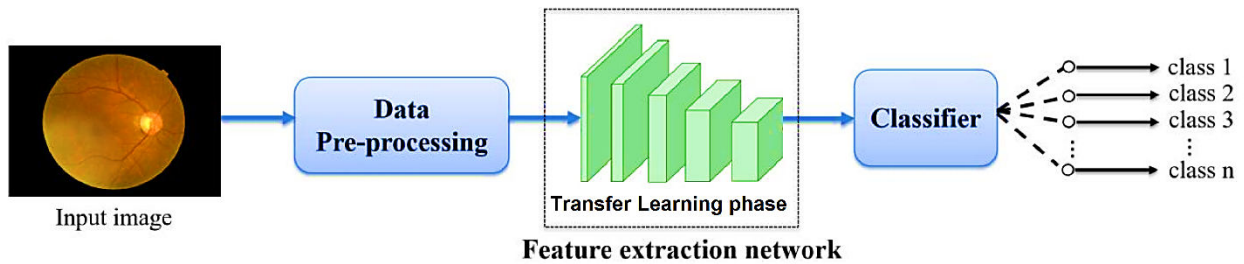 Input image
Data
Pre-processing
Transfer Learning phase
Feature extraction network
Classifier
class 1
class 2
class 3
class n